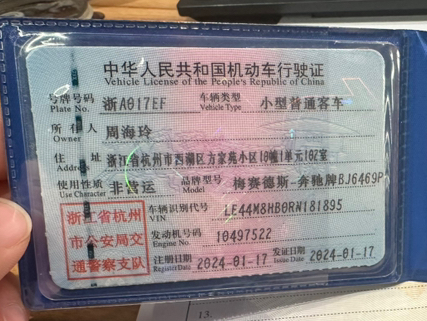 中华人民共和国机动车行驶证
Vehicle License of the People's Republic of China
号牌号码 浙A017EF 车辆类型 小型普通客车
Plate No. Vehicle Type
所有人 周海玲
Owner
住址 浙江省杭州市西湖区方家苑小区18幢1单元102室
Address
使用性质 非营运 品牌型号 梅赛德斯-奔驰牌BJ6469P
Use Character Model
浙江省杭州
市公安局交
通警察支队
车辆识别代号 LE44M8HB0RN181895
VIN
发动机号码 10497522
Engine No.
注册日期 2024-01-17 发证日期 2024-01-17
Register Date Issue Date
13.